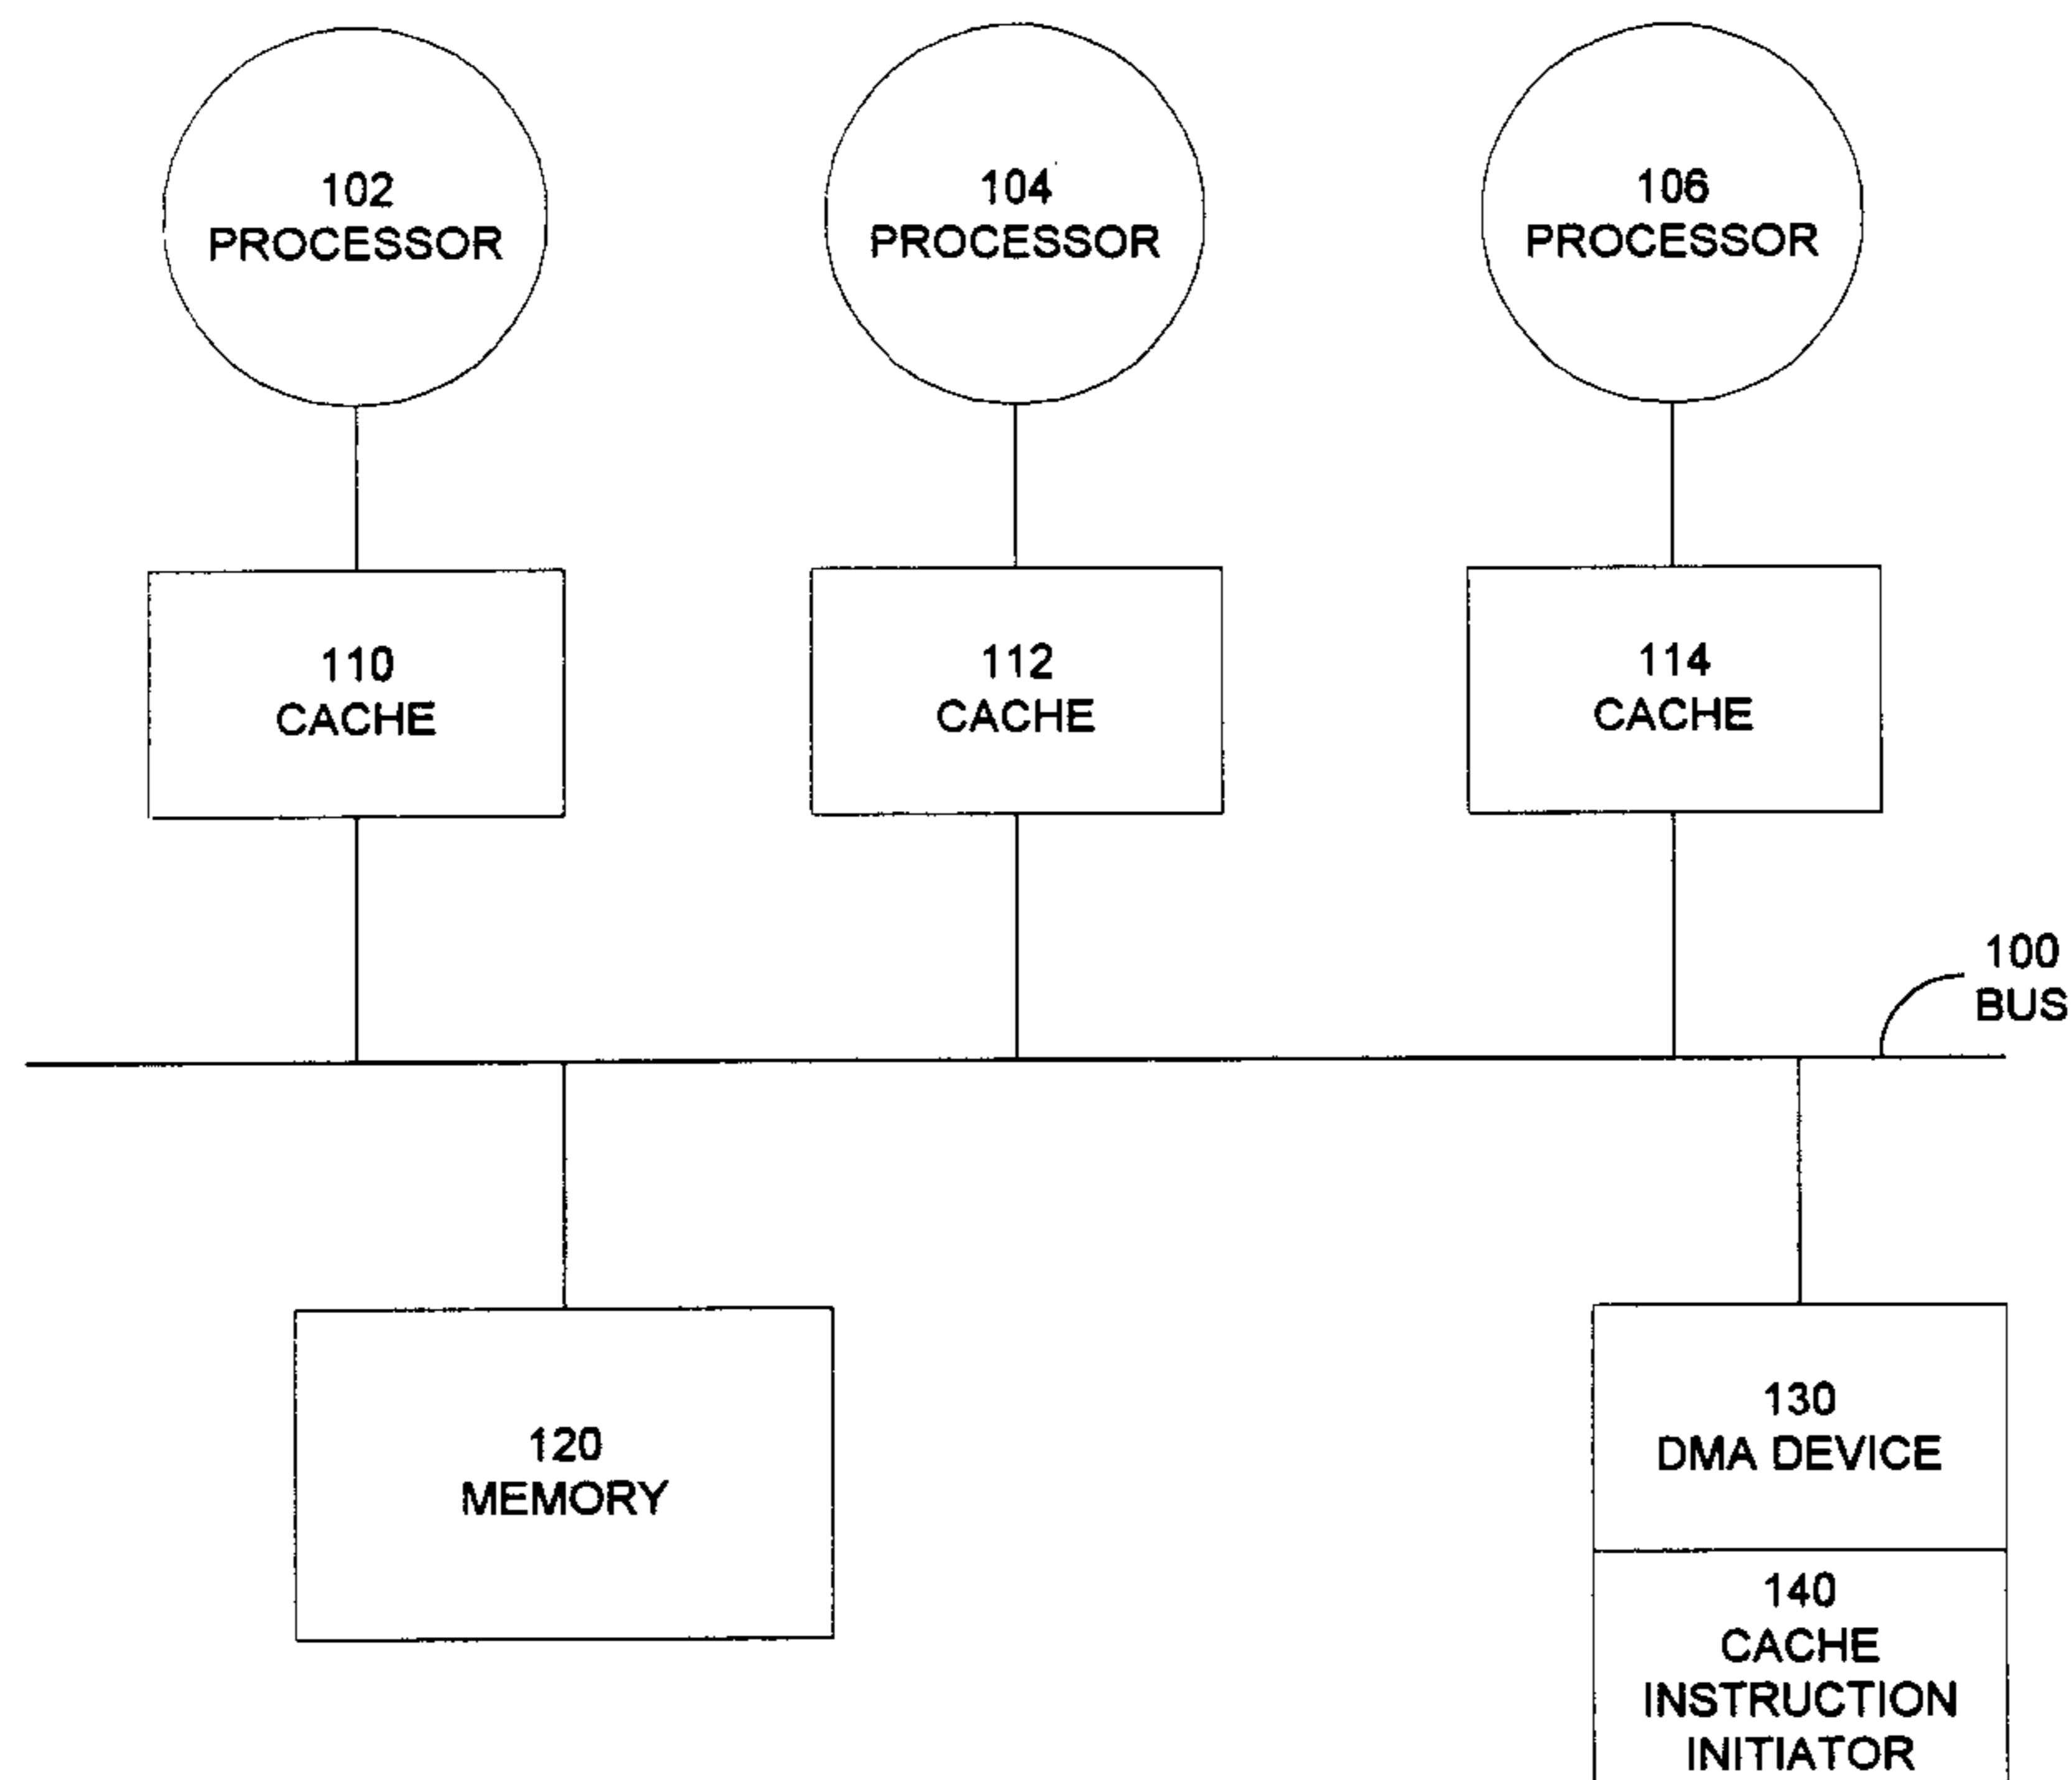 102
PROCESSOR
104
PROCESSOR
106
PROCESSOR
110
CACHE
112
CACHE
114
CACHE
100
BUS
120
MEMORY
130
DMA DEVICE
140
CACHE
INSTRUCTION
INITIATOR